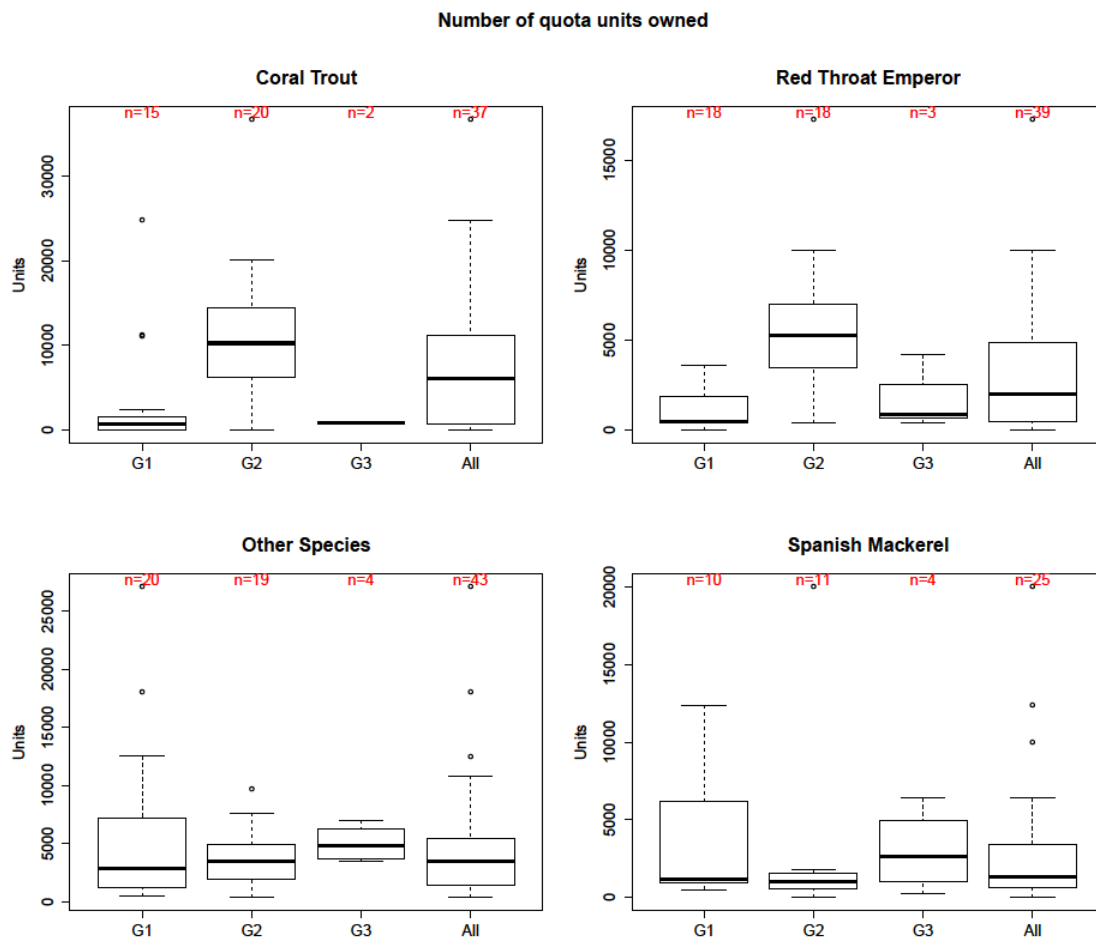 Number of quota units owned
Coral Trout
n=15 n=20 n=2 n=37
Units
30000
20000
10000
0
G1 G2 G3 All
Red Throat Emperor
n=18 n=18 n=3 n=39
Units
15000
10000
5000
0
G1 G2 G3 All
Other Species
n=20 n=19 n=4 n=43
Units
25000
20000
15000
10000
5000
0
G1 G2 G3 All
Spanish Mackerel
n=10 n=11 n=4 n=25
Units
20000
15000
10000
5000
0
G1 G2 G3 All